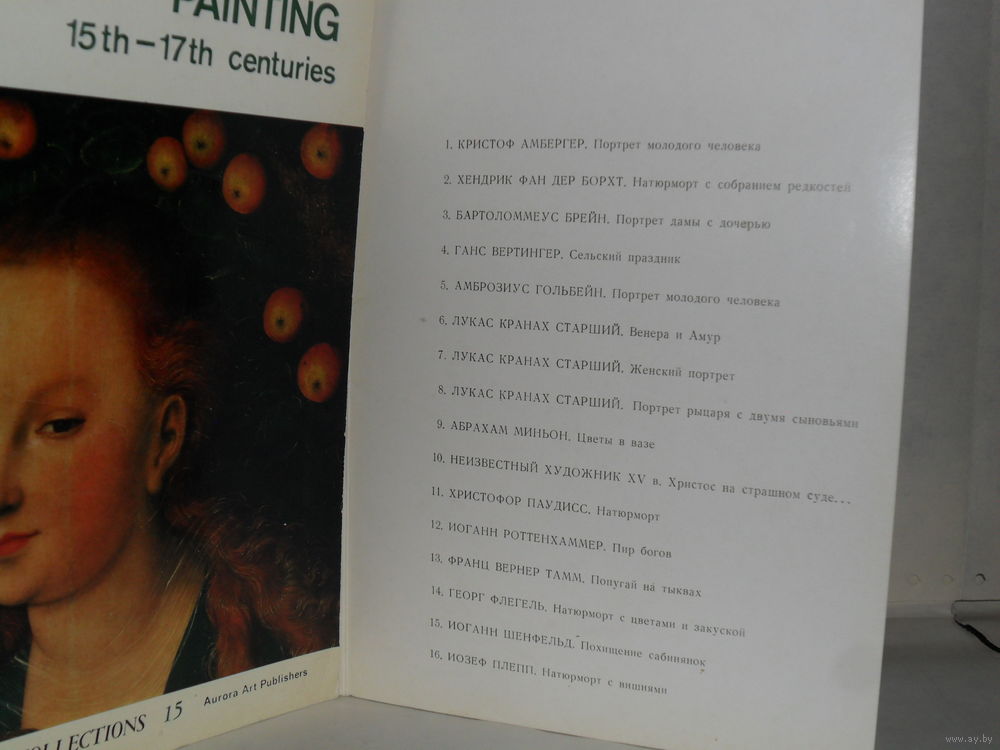 PAINTING
15th–17th centuries
COLLECTIONS 15
Aurora Art Publishers
1. КРИСТОФ АМБЕРГЕР. Портрет молодого человека
2. ХЕНДРИК ФАН ДЕР БОРХТ. Натюрморт с собранием редкостей
3. БАРТОЛОММЕУС БРЕЙН. Портрет дамы с дочерью
4. ГАНС ВЕРТИНГЕР. Сельский праздник
5. АМБРОЗИУС ГОЛЬБЕЙН. Портрет молодого человека
6. ЛУКАС КРАНАХ СТАРШИЙ. Венера и Амур
7. ЛУКАС КРАНАХ СТАРШИЙ. Женский портрет
8. ЛУКАС КРАНАХ СТАРШИЙ. Портрет рыцаря с двумя сыновьями
9. АБРАХАМ МИНЬОН. Цветы в вазе
10. НЕИЗВЕСТНЫЙ ХУДОЖНИК XV в. Христос на страшном суде...
11. ХРИСТОФОР ПАУДИСС. Натюрморт
12. ИОГАНН РОТТЕНХАММЕР. Пир богов
13. ФРАНЦ ВЕРНЕР ТАММ. Попугай на тыквах
14. ГЕОРГ ФЛЕГЕЛЬ. Натюрморт с цветами и закуской
15. ИОГАНН ШЕНФЕЛЬД. Похищение сабинянок
16. ИОЗЕФ ПЛЕПП. Натюрморт с вишнями
www.ay.by